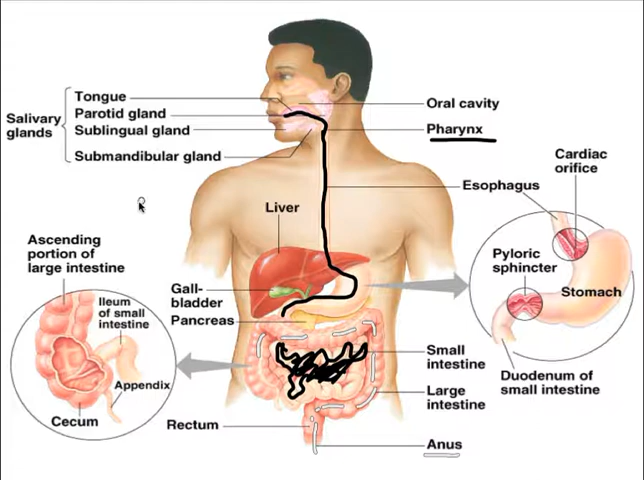 Tongue
Parotid gland
Sublingual gland
Submandibular gland
Salivary
glands
Oral cavity
Pharynx
Esophagus
Cardiac
orifice
Liver
Ascending
portion of
large intestine
Pyloric
sphincter
Stomach
Gall-
bladder
Pancreas
Ileum
of small
intestine
Appendix
Cecum
Small
intestine
Duodenum of
small intestine
Large
intestine
Rectum
Anus